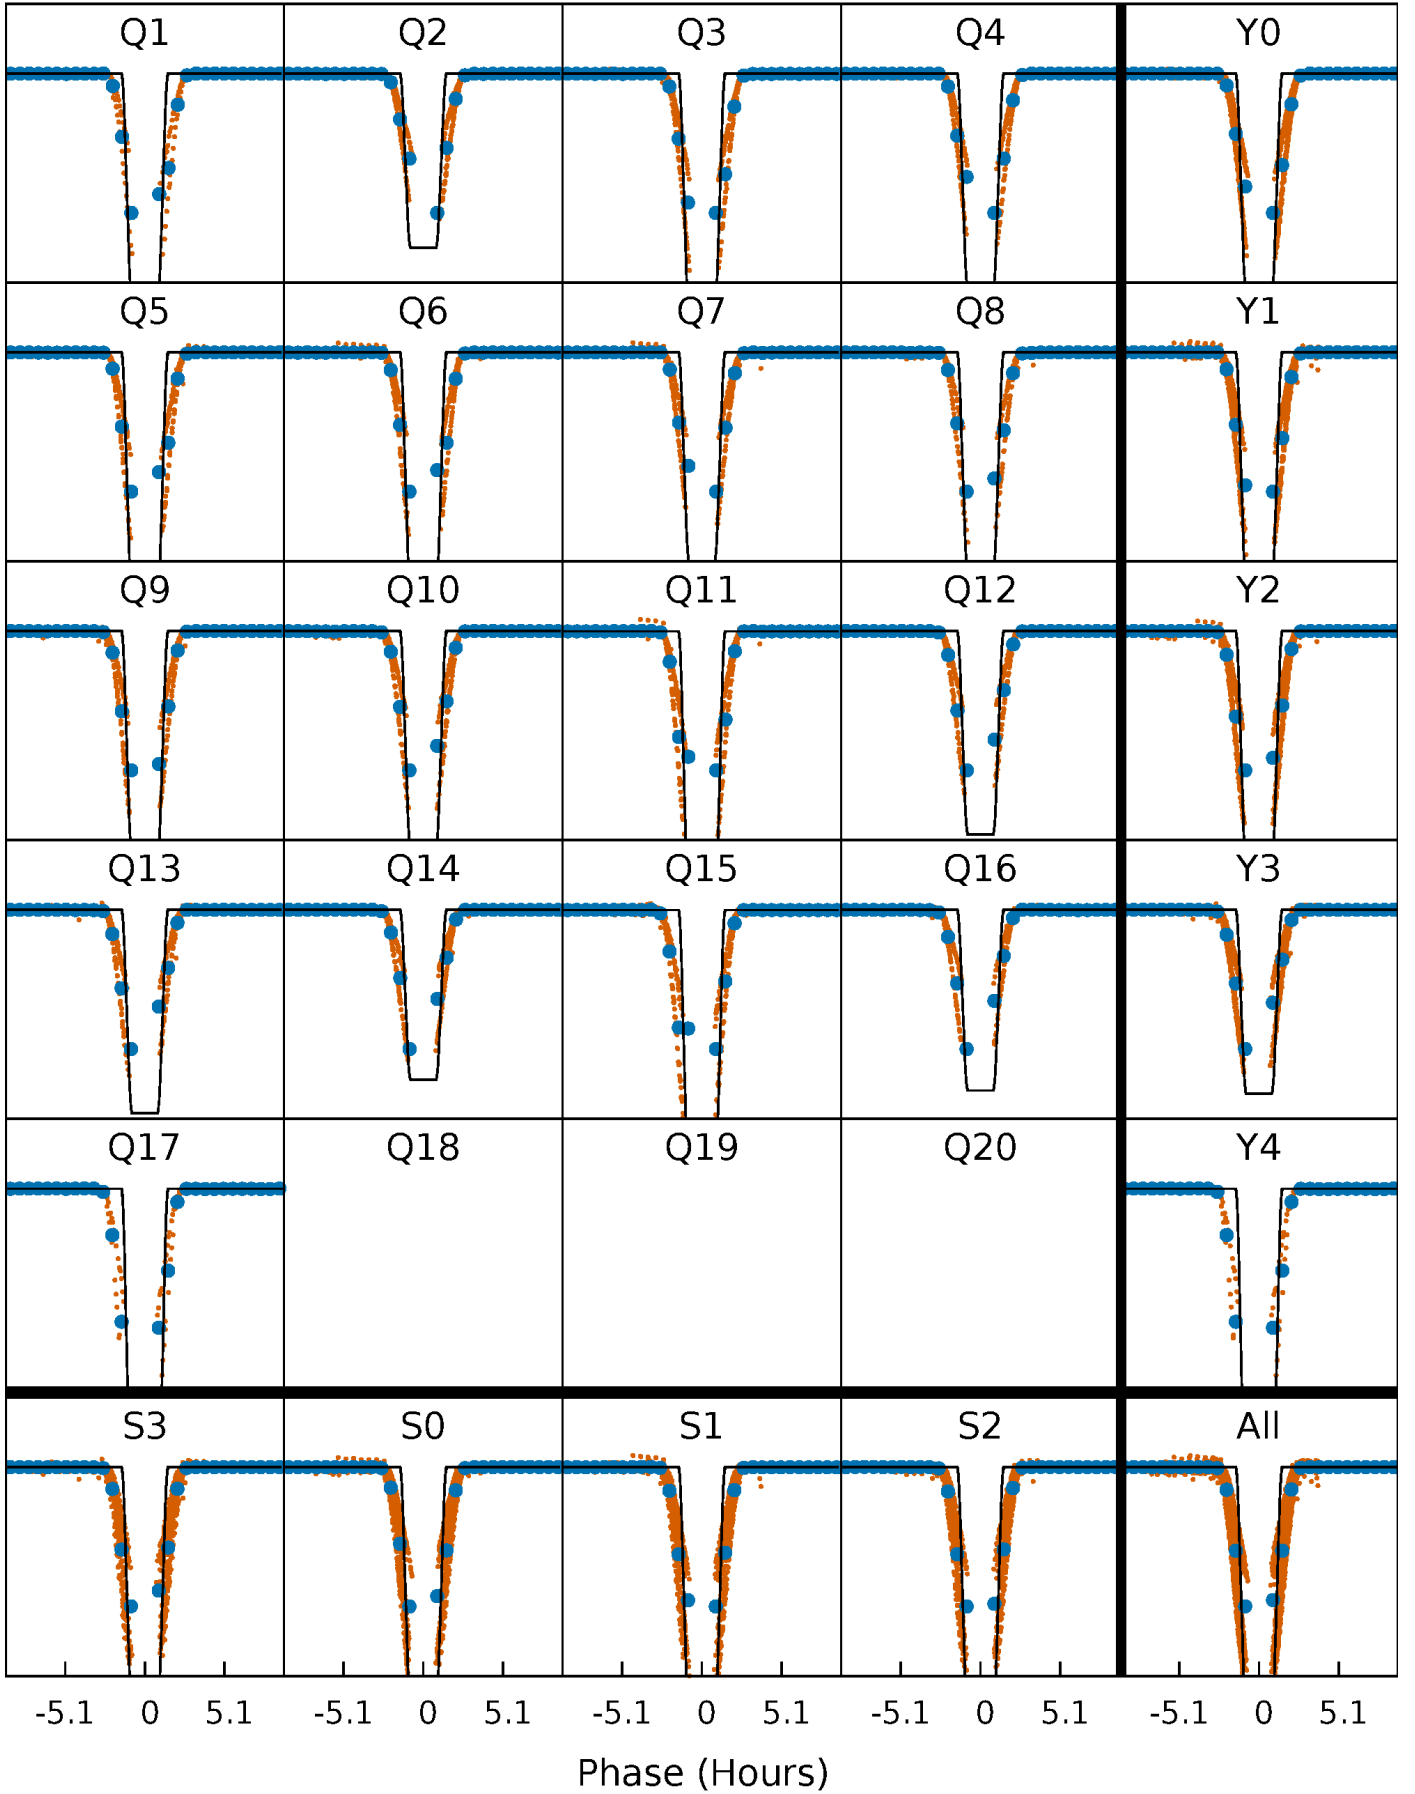 Q1 Q2 Q3 Q4 Y0
Q5 Q6 Q7 Q8 Y1
Q9 Q10 Q11 Q12 Y2
Q13 Q14 Q15 Q16 Y3
Q17 Q18 Q19 Q20 Y4
S3 S0 S1 S2 All
-5.1 0 5.1 -5.1 0 5.1 -5.1 0 5.1 -5.1 0 5.1 -5.1 0 5.1
Phase (Hours)